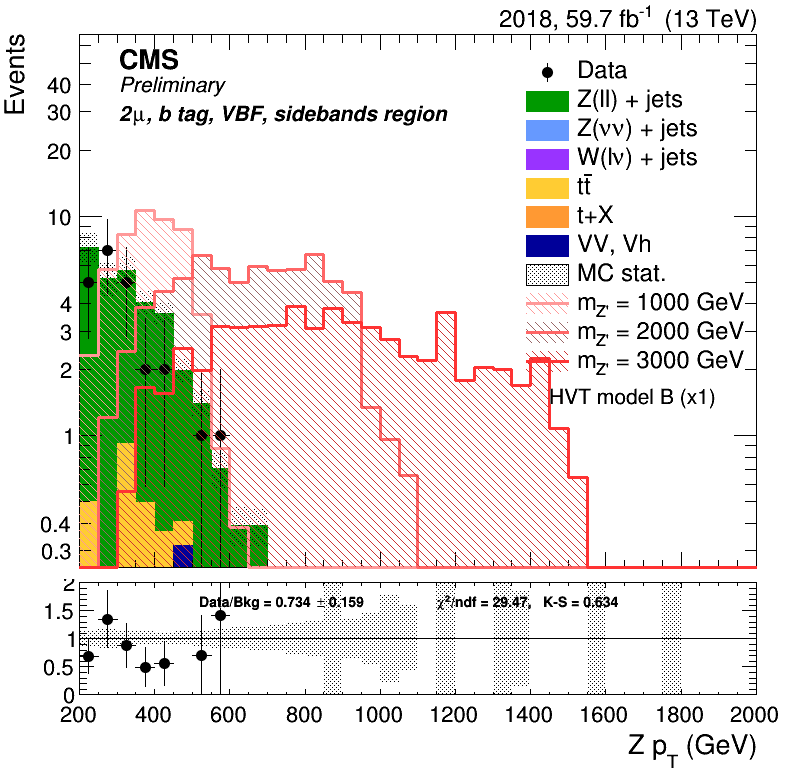 2018, 59.7 fb⁻¹ (13 TeV)
CMS
Preliminary
2μ, b tag, VBF, sidebands region
Events
40
30
20
10
4
3
2
1
0.4
0.3
Data
Z(ll) + jets
Z(νν) + jets
W(lν) + jets
tt̄
t+X
VV, Vh
MC stat.
m_Z' = 1000 GeV
m_Z' = 2000 GeV
m_Z' = 3000 GeV
HVT model B (x1)
Data/Bkg = 0.734 ± 0.159 χ²/ndf = 29.47, K-S = 0.634
2
1.5
1
0.5
0
200 400 600 800 1000 1200 1400 1600 1800 2000
Z p_T (GeV)